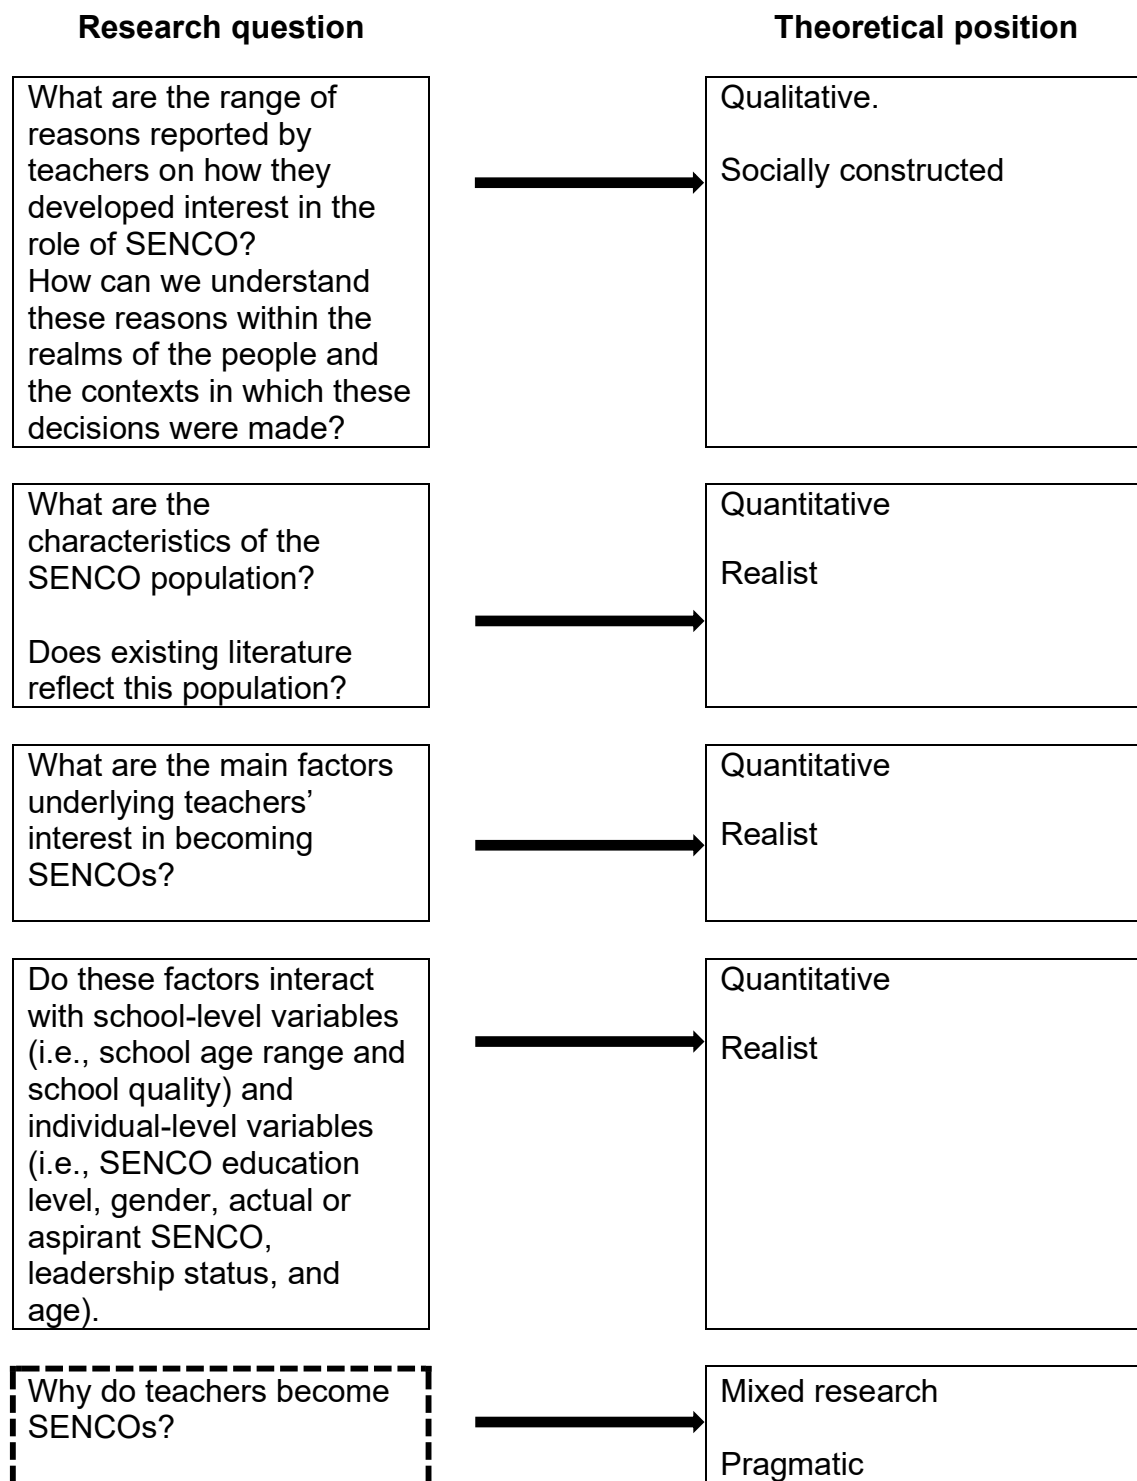 Research question
Theoretical position
What are the range of
reasons reported by
teachers on how they
developed interest in the
role of SENCO?
How can we understand
these reasons within the
realms of the people and
the contexts in which these
decisions were made?
Qualitative.
Socially constructed
What are the
characteristics of the
SENCO population?
Does existing literature
reflect this population?
Quantitative
Realist
What are the main factors
underlying teachers’
interest in becoming
SENCOs?
Quantitative
Realist
Do these factors interact
with school-level variables
(i.e., school age range and
school quality) and
individual-level variables
(i.e., SENCO education
level, gender, actual or
aspirant SENCO,
leadership status, and
age).
Quantitative
Realist
Why do teachers become
SENCOs?
Mixed research
Pragmatic